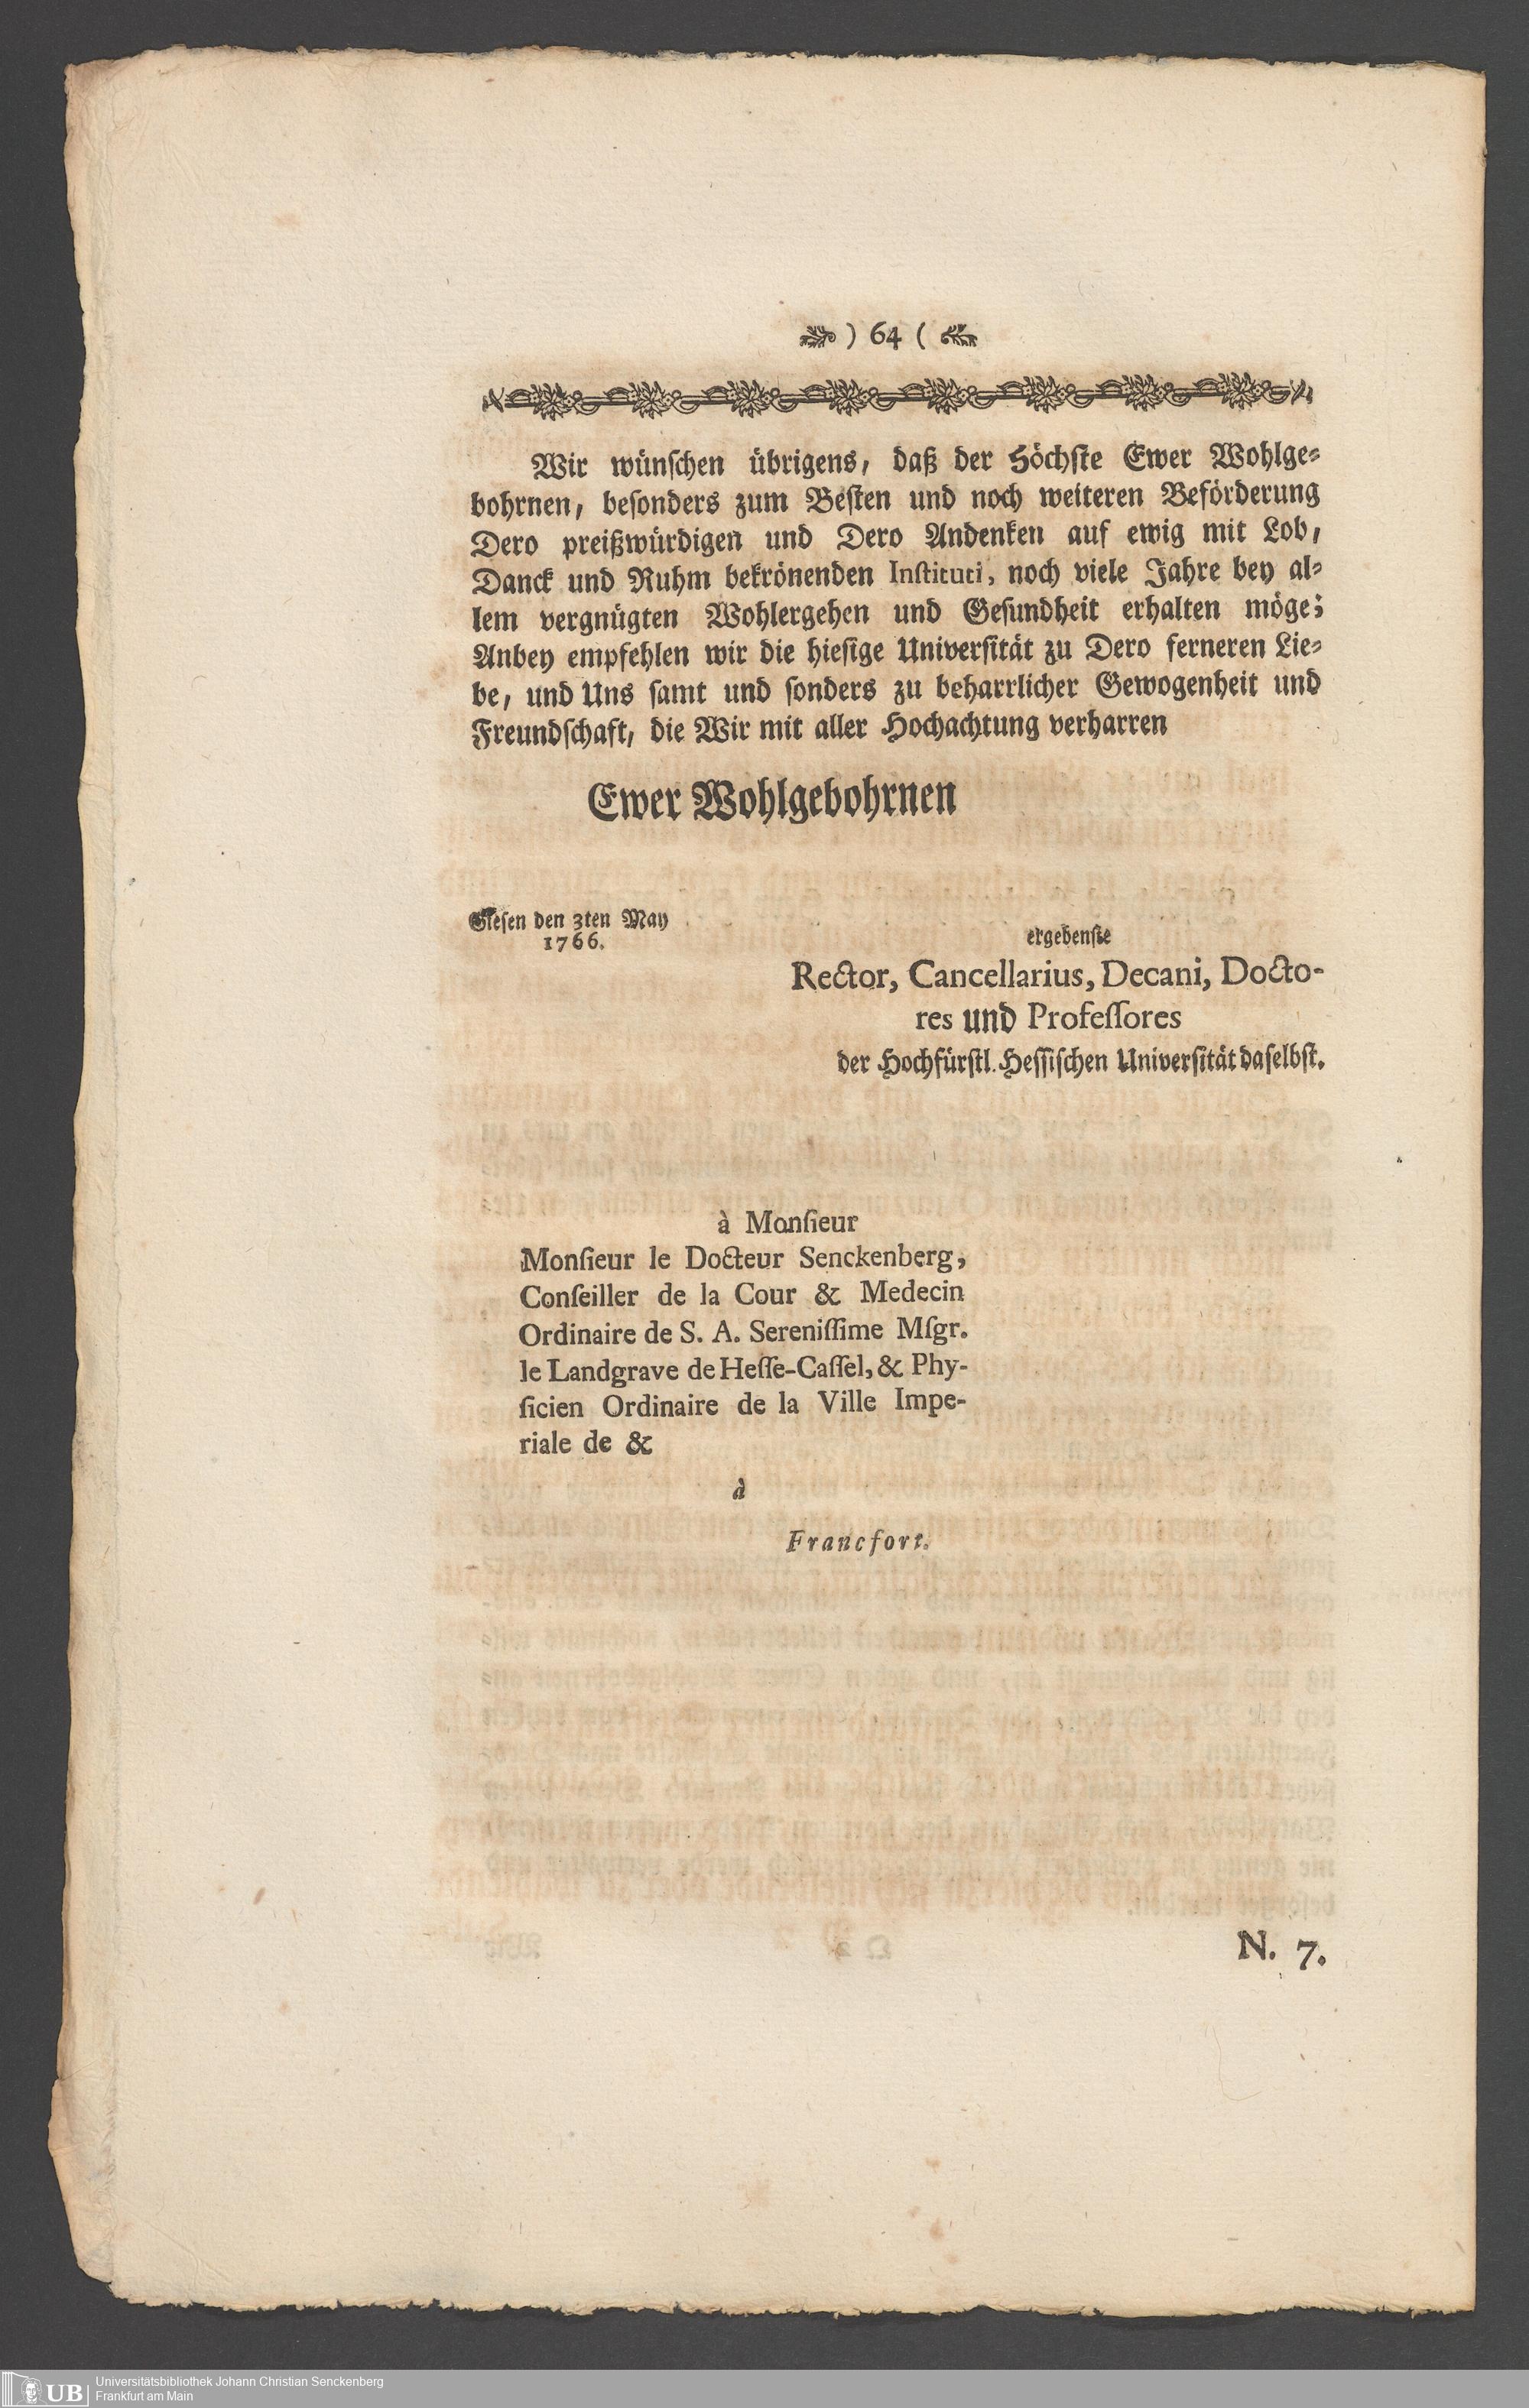 ) 64 (
Wir wünſchen übrigens, daß der Höchſte Ewer Wohlge-
bohrnen, beſonders zum Beſten und noch weiteren Beförderung
Dero preißwürdigen und Dero Andenken auf ewig mit Lob,
Danck und Ruhm bekrönenden Inſtituti, noch viele Jahre bey al-
lem vergnügten Wohlergehen und Geſundheit erhalten möge;
Anbey empfehlen wir die hieſige Univerſität zu Dero ferneren Lie-
be, und Uns ſamt und ſonders zu beharrlicher Gewogenheit und
Freundſchaft, die Wir mit aller Hochachtung verharren
Ewer Wohlgebohrnen
Gieſen den 3ten May
1766.
ergebenſte
Rector, Cancellarius, Decani, Docto-
res und Profeſſores
der Hochfürſtl. Heſſiſchen Univerſität daſelbſt.
à Monſieur
Monſieur le Docteur Senckenberg,
Conſeiller de la Cour & Medecin
Ordinaire de S. A. Sereniſſime Mſgr.
le Landgrave de Heſſe-Caſſel, & Phy-
ſicien Ordinaire de la Ville Impe-
riale de &
à
Francfort.
N. 7.
UB
Universitätsbibliothek Johann Christian Senckenberg
Frankfurt am Main